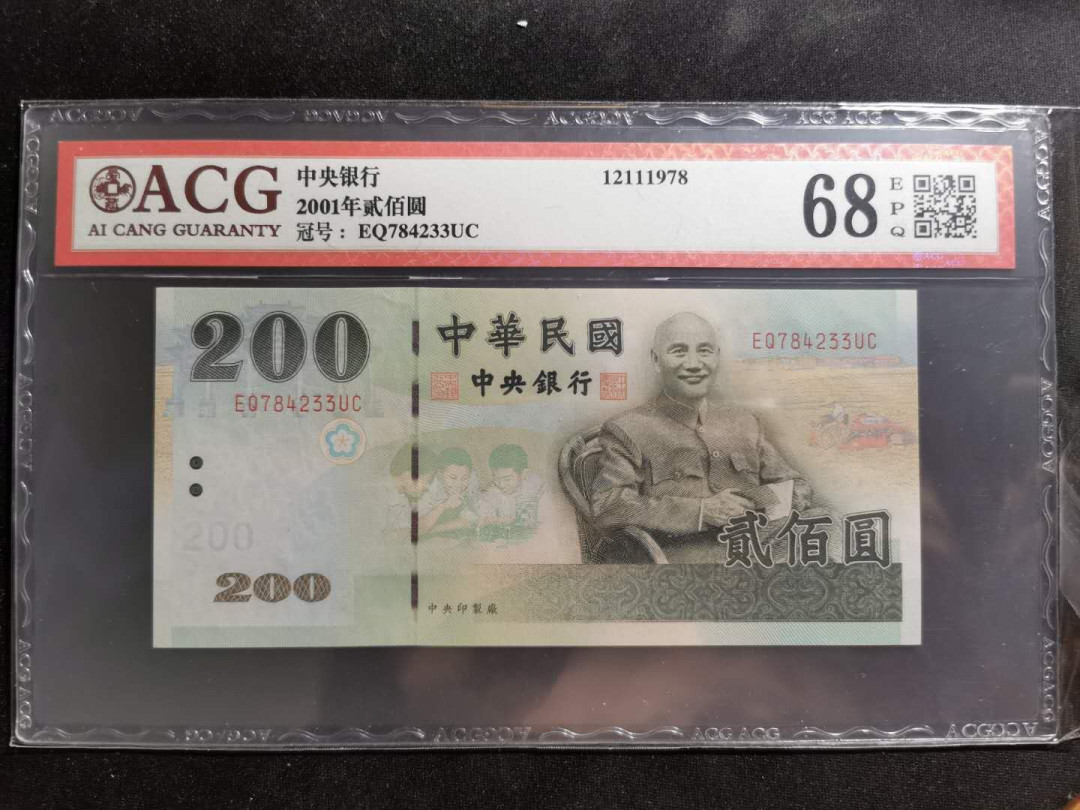 ACG
AI CANG GUARANTY
中央银行
2001年贰佰圆
冠号： EQ784233UC
12111978
68
EPQ
200
EQ784233UC
中華民國
中央銀行
EQ784233UC
200
200
貳佰圓
中央印製廠